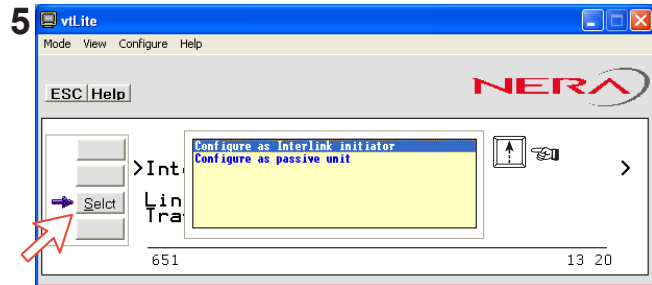 5
vtLite
Mode View Configure Help
ESC Help
NERA
Configure as Interlink initiator
Configure as passive unit
>Int
>
Selct
Lin
Tra
651 13 20